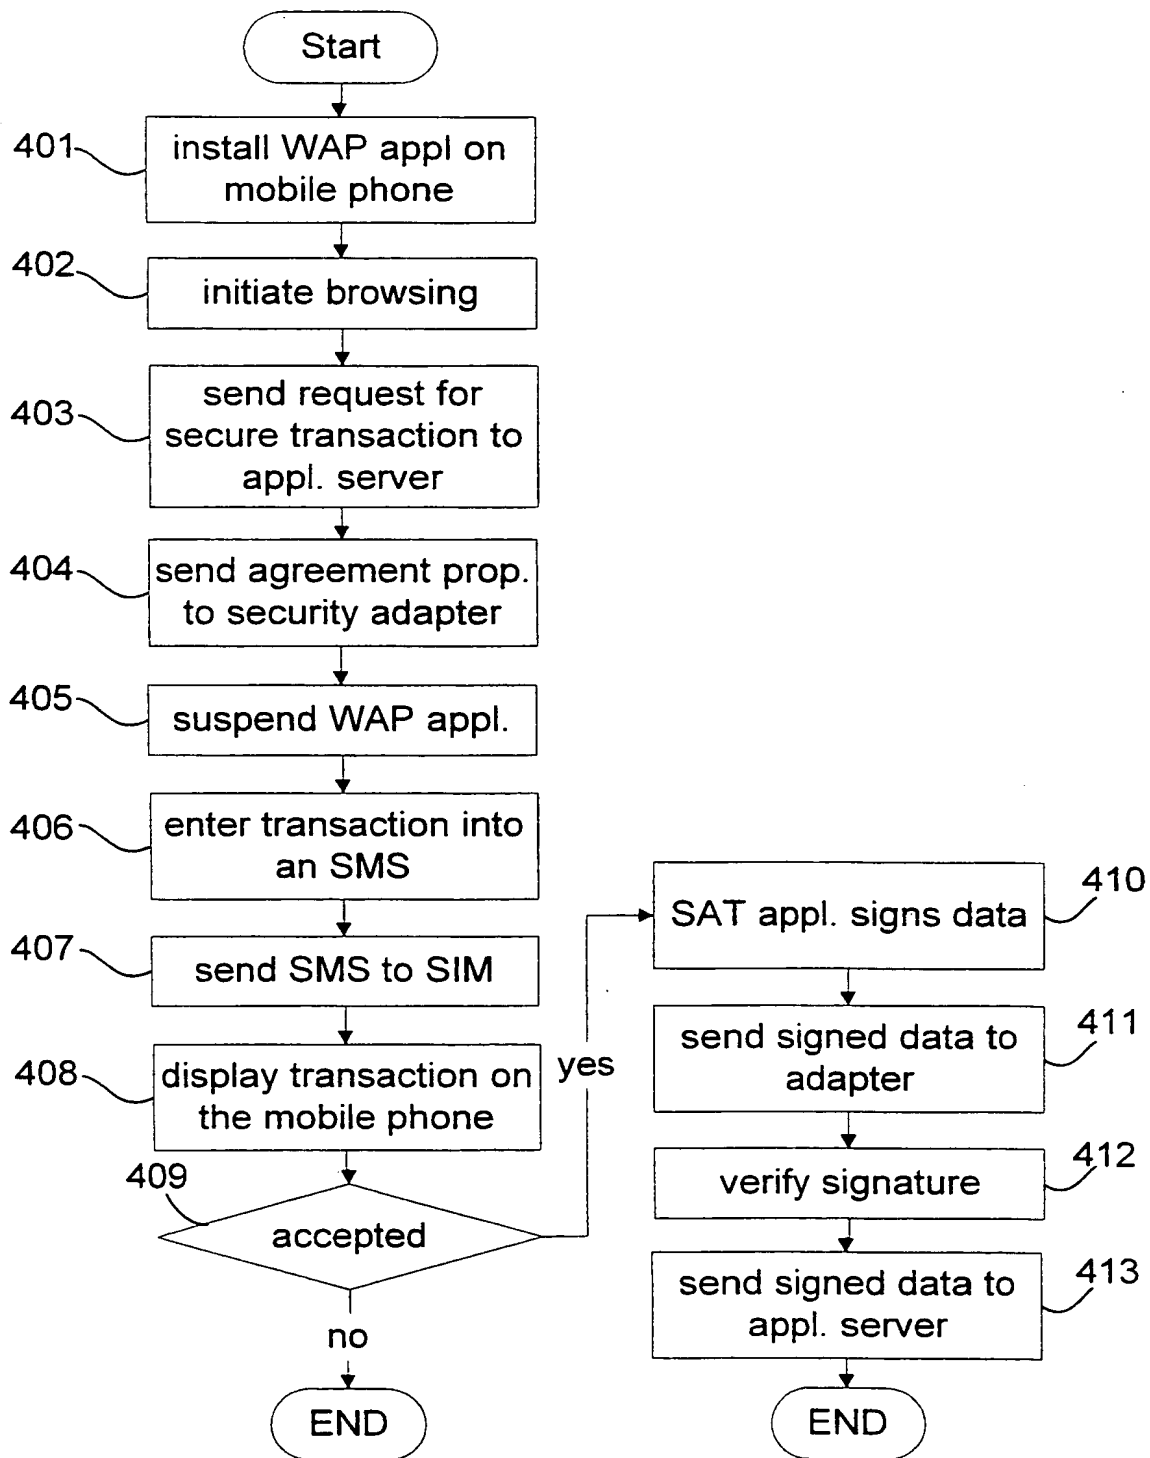 Start
401
install WAP appl on
mobile phone
402
initiate browsing
403
send request for
secure transaction to
appl. server
404
send agreement prop.
to security adapter
405
suspend WAP appl.
406
enter transaction into
an SMS
407
send SMS to SIM
408
display transaction on
the mobile phone
409
accepted
no
END
yes
410
SAT appl. signs data
411
send signed data to
adapter
412
verify signature
413
send signed data to
appl. server
END